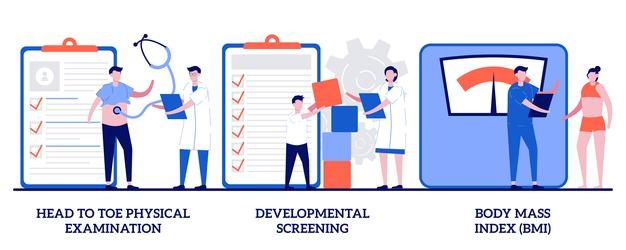 HEAD TO TOE PHYSICAL
EXAMINATION
DEVELOPMENTAL
SCREENING
BODY MASS
INDEX (BMI)